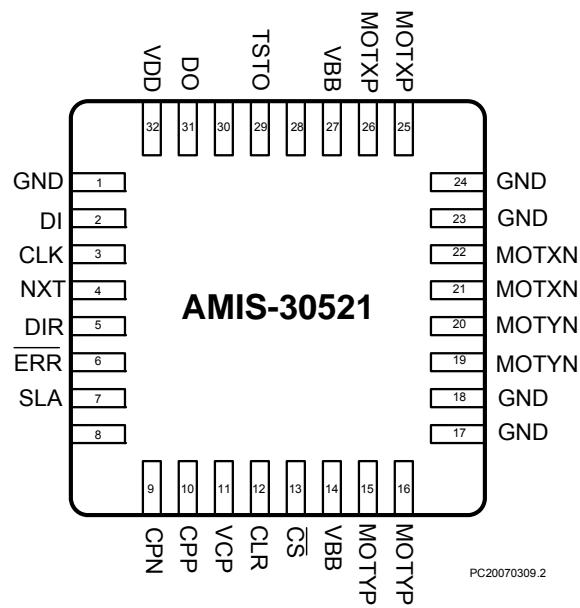 VDD DO TSTO VBB MOTXP MOTXP
32 31 30 29 28 27 26 25
GND 1 24 GND
DI 2 23 GND
CLK 3 22 MOTXN
NXT 4 21 MOTXN
AMIS-30521
DIR 5 20 MOTYN
ERR 6 19 MOTYN
SLA 7 18 GND
8 17 GND
9 10 11 12 13 14 15 16
CPN CPP VCP CLR CS VBB MOTYP MOTYP
PC20070309.2